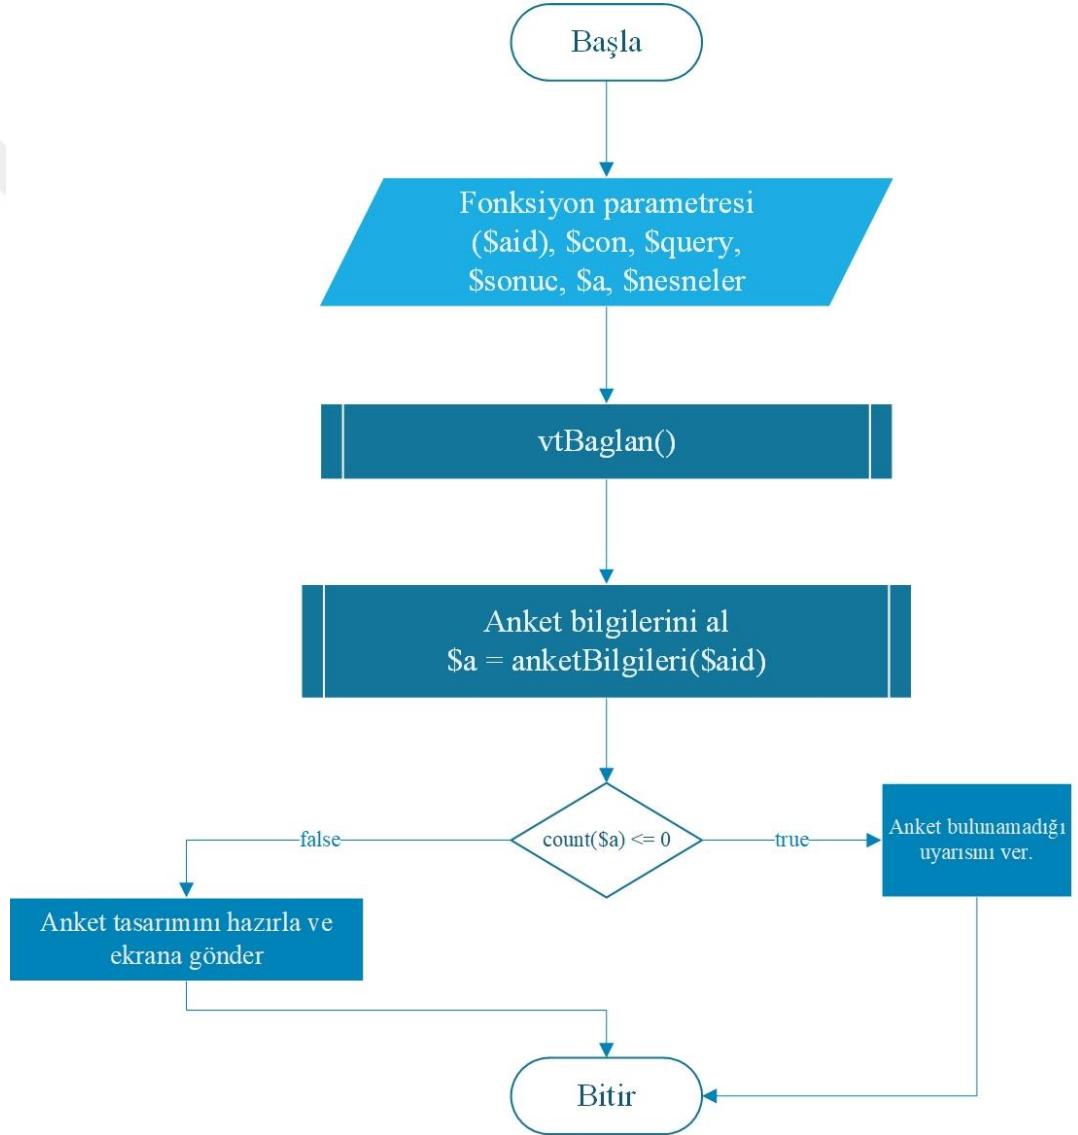 Başla
Fonksiyon parametresi
($aid), $con, $query,
$sonuc, $a, $nesneler
vtBaglan()
Anket bilgilerini al
$a = anketBilgileri($aid)
count($a) <= 0
false
true
Anket bulunamadığı
uyarısını ver.
Anket tasarımını hazırla ve
ekrana gönder
Bitir